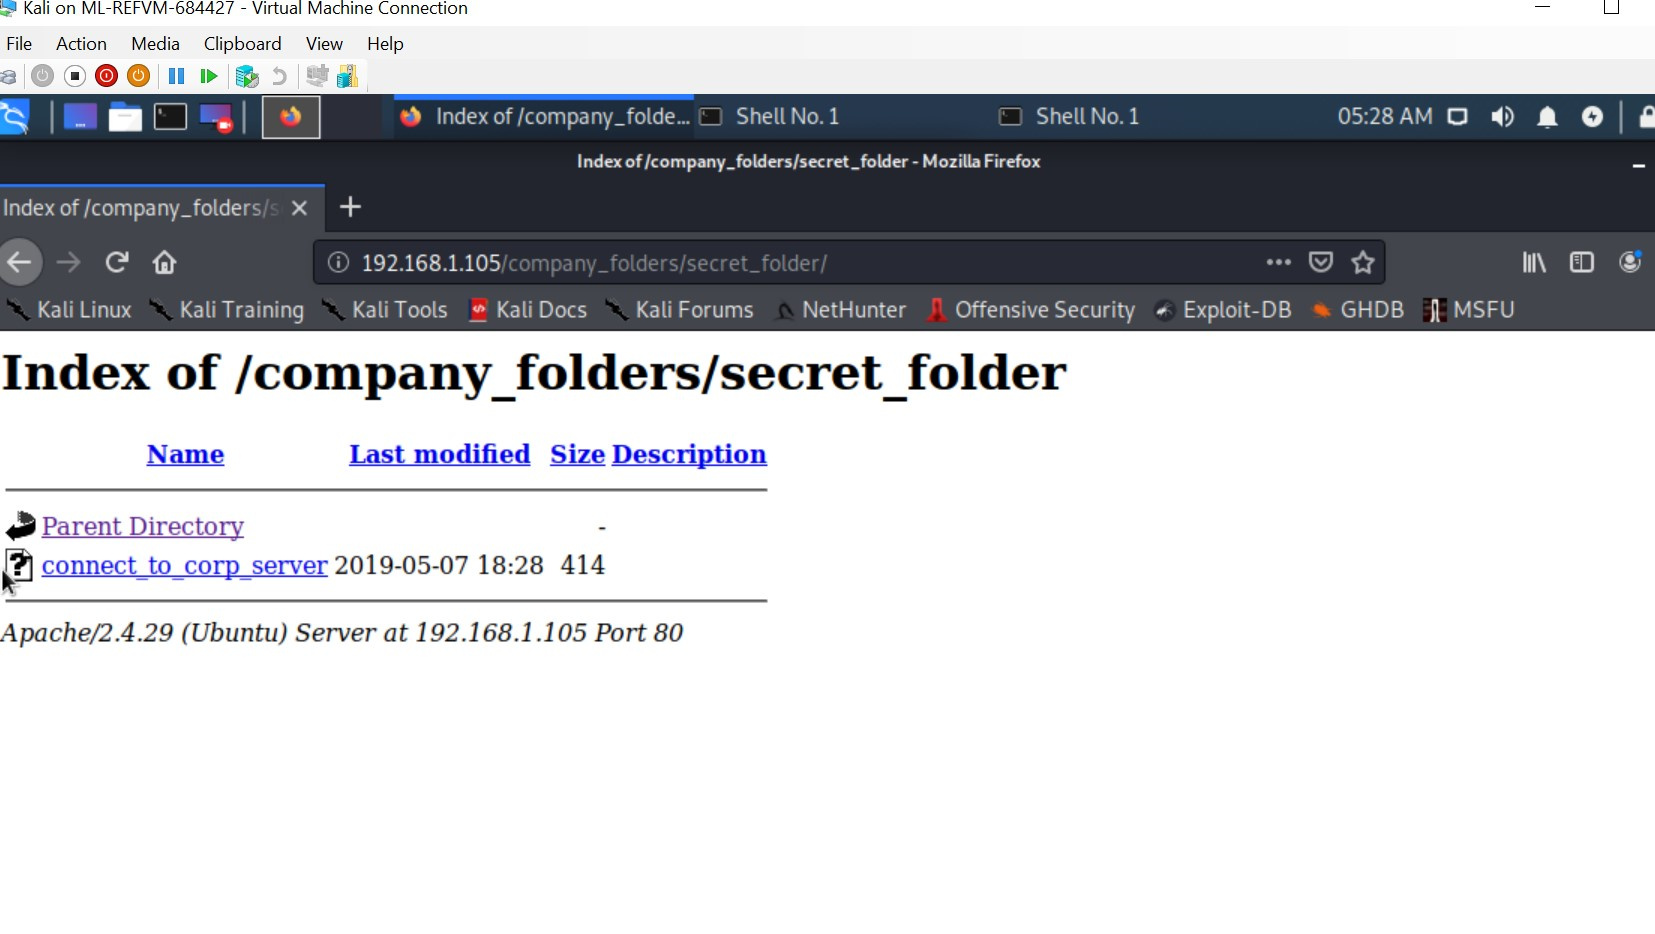 Kali on ML-REFVM-684427 - Virtual Machine Connection
File Action Media Clipboard View Help
Index of /company_folde... Shell No. 1 Shell No. 1 05:28 AM
Index of /company_folders/secret_folder - Mozilla Firefox
Index of /company_folders/s
192.168.1.105/company_folders/secret_folder/
Kali Linux Kali Training Kali Tools Kali Docs Kali Forums NetHunter Offensive Security Exploit-DB GHDB MSFU
Index of /company_folders/secret_folder
Name Last modified Size Description
Parent Directory -
connect_to_corp_server 2019-05-07 18:28 414
Apache/2.4.29 (Ubuntu) Server at 192.168.1.105 Port 80